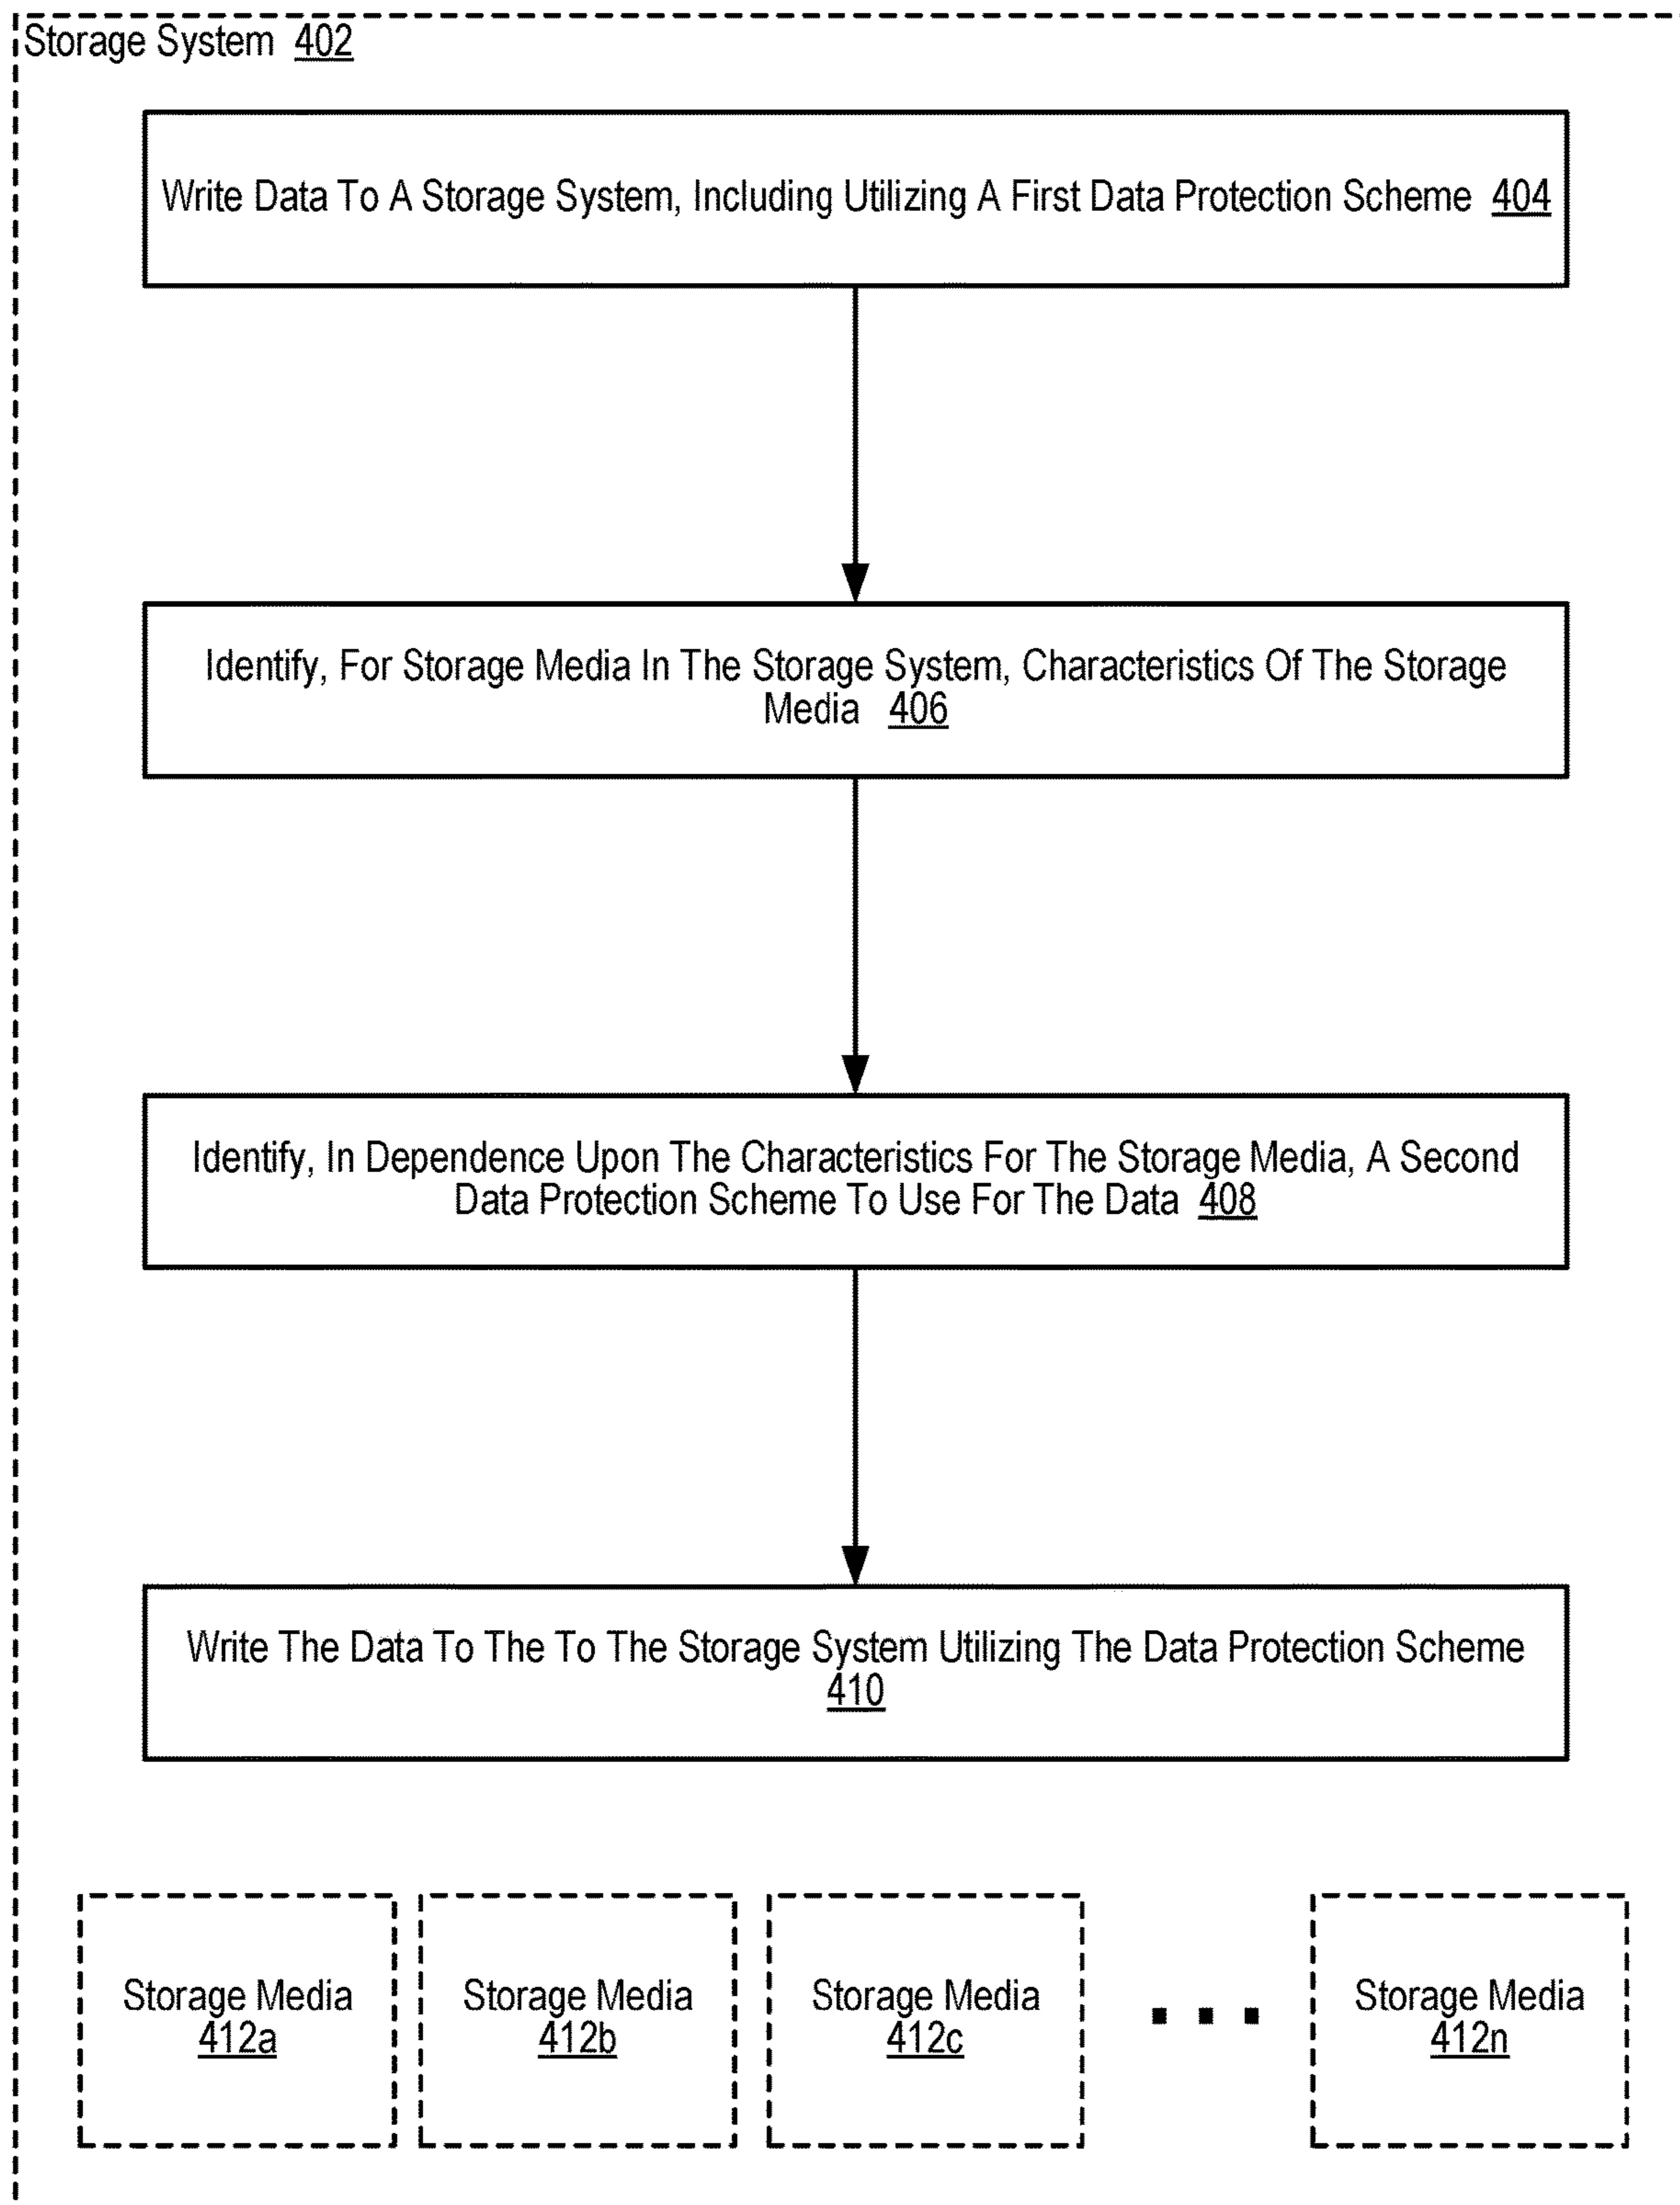 Storage System 402
Write Data To A Storage System, Including Utilizing A First Data Protection Scheme 404
Identify, For Storage Media In The Storage System, Characteristics Of The Storage
Media 406
Identify, In Dependence Upon The Characteristics For The Storage Media, A Second
Data Protection Scheme To Use For The Data 408
Write The Data To The To The Storage System Utilizing The Data Protection Scheme
410
Storage Media
412a
Storage Media
412b
Storage Media
412c
Storage Media
412n